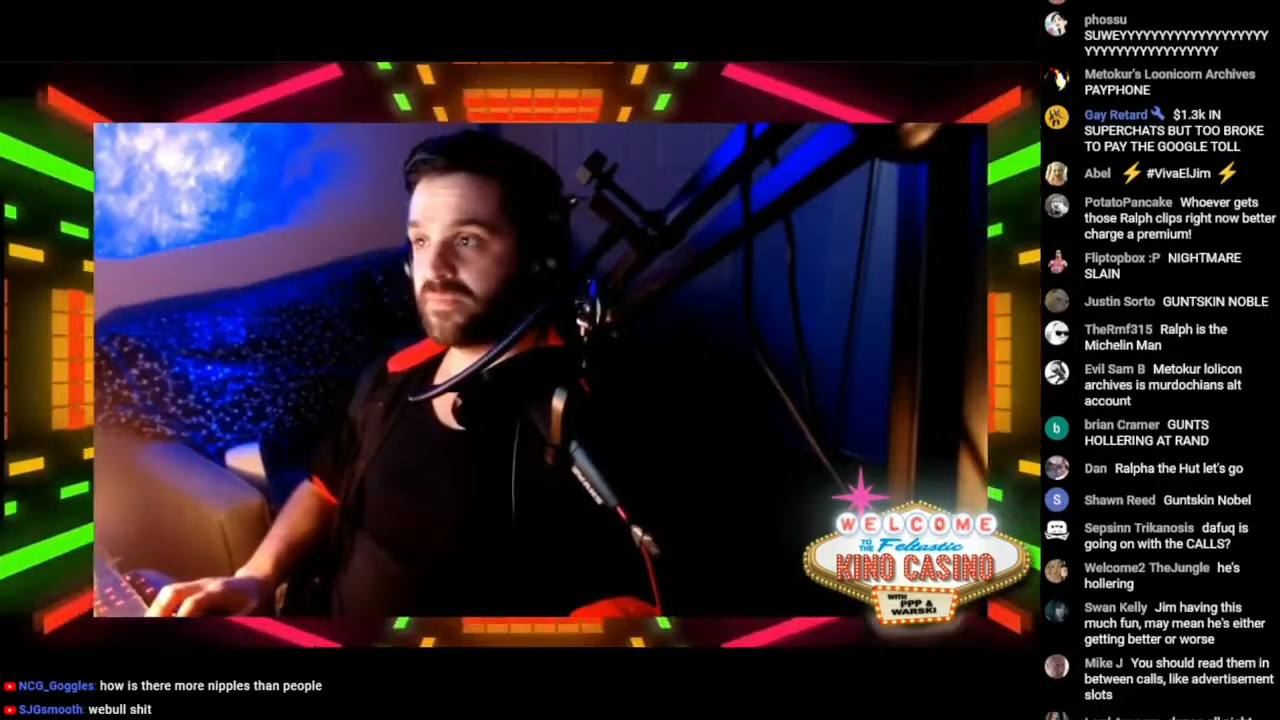 phossu
SUWEYYYYYYYYYYYYYYYYYYY
YYYYYYYYYYYYYYYYY
Metokur's Loonicorn Archives
PAYPHONE
Gay Retard $1.3k IN
SUPERCHATS BUT TOO BROKE
TO PAY THE GOOGLE TOLL
Abel ⚡ #VivaElJim ⚡
PotatoPancake Whoever gets
those Ralph clips right now better
charge a premium!
Fliptopbox :P NIGHTMARE
SLAIN
Justin Sorto GUNTSKIN NOBLE
TheRmf315 Ralph is the
Michelin Man
Evil Sam B Metokur lolicon
archives is murdochians alt
account
b brian Cramer GUNTS
HOLLERING AT RAND
Dan Ralpha the Hut let's go
S Shawn Reed Guntskin Nobel
Sepsinn Trikanosis dafuq is
going on with the CALLS?
Welcome2 TheJungle he's
hollering
Swan Kelly Jim having this
much fun, may mean he's either
getting better or worse
Mike J You should read them in
between calls, like advertisement
slots
WELCOME
TO THE Feltastic
KINO CASINO
WITH
PPP &
WARSKI
NCG_Goggles: how is there more nipples than people
SJGsmooth: webull shit